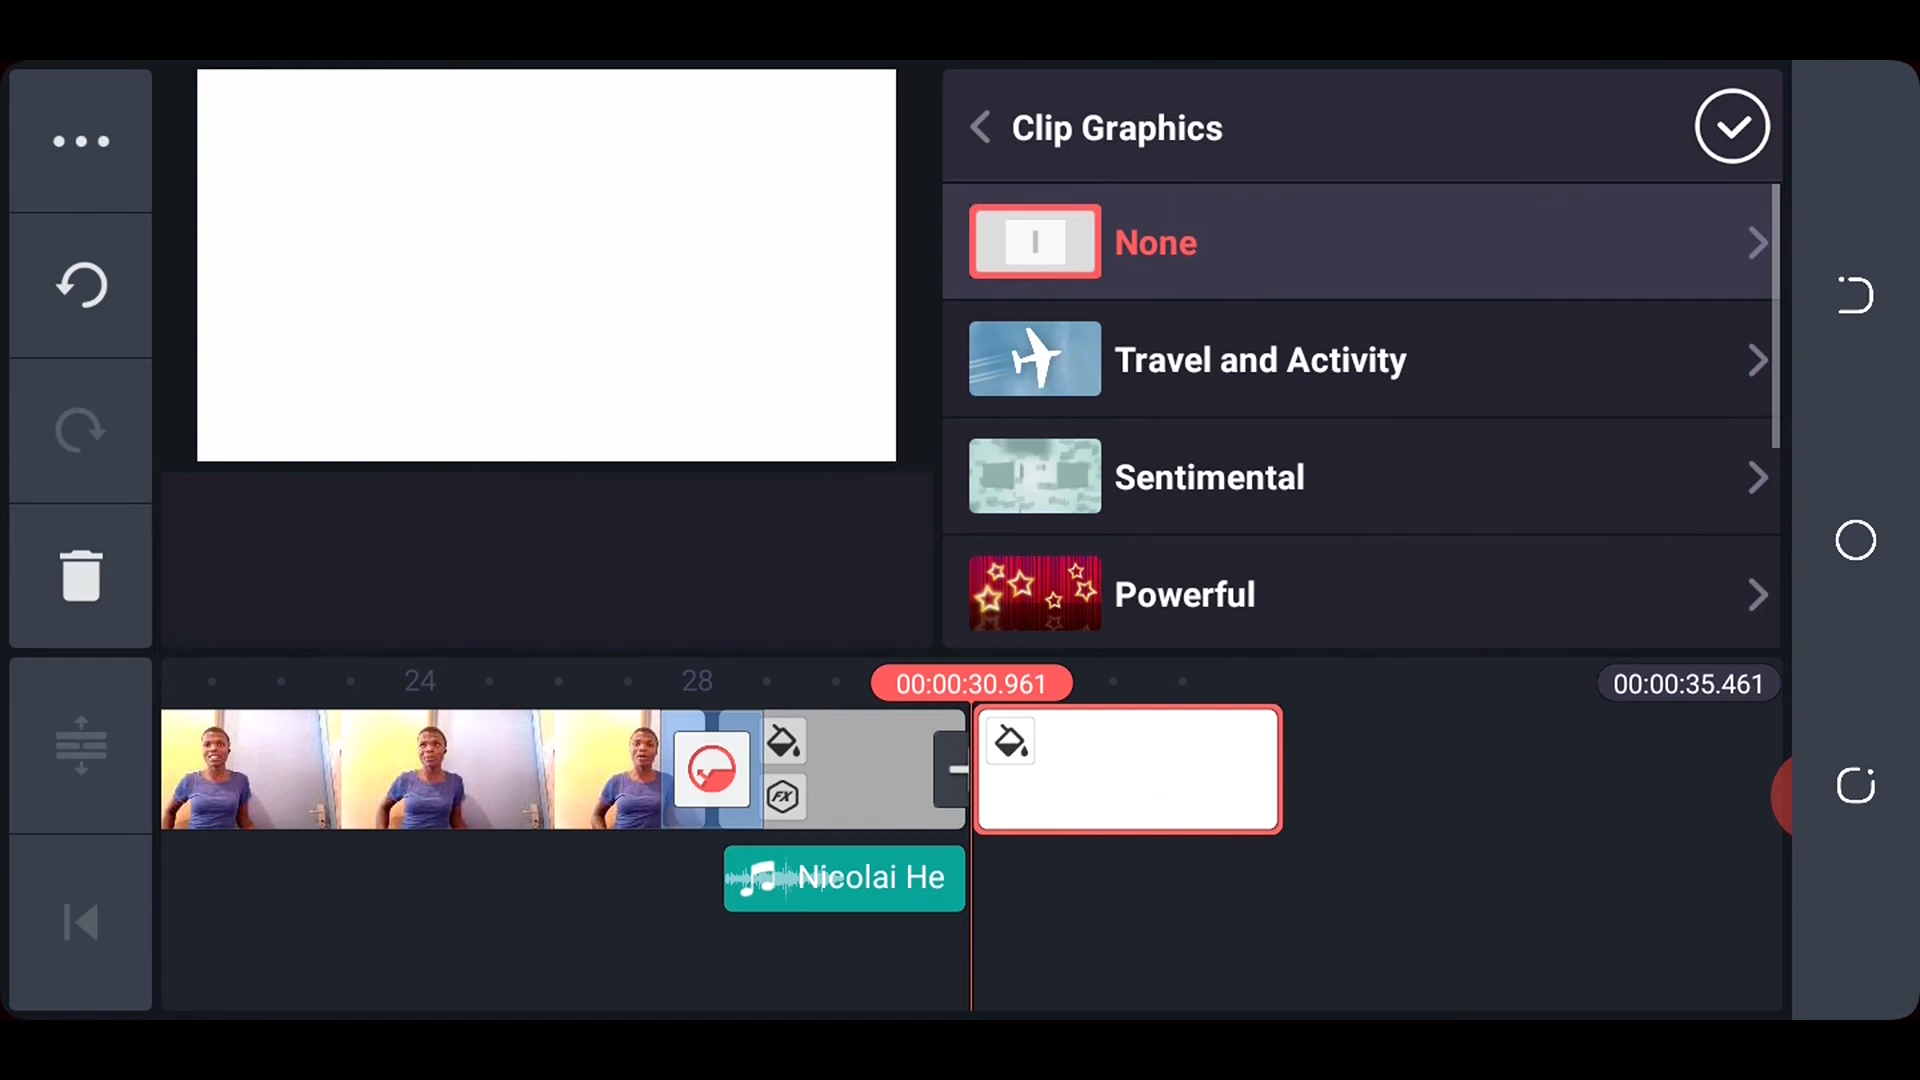 Clip Graphics
None
Travel and Activity
Sentimental
Powerful
24
28
00:00:30.961
00:00:35.461
FX
Nicolai He